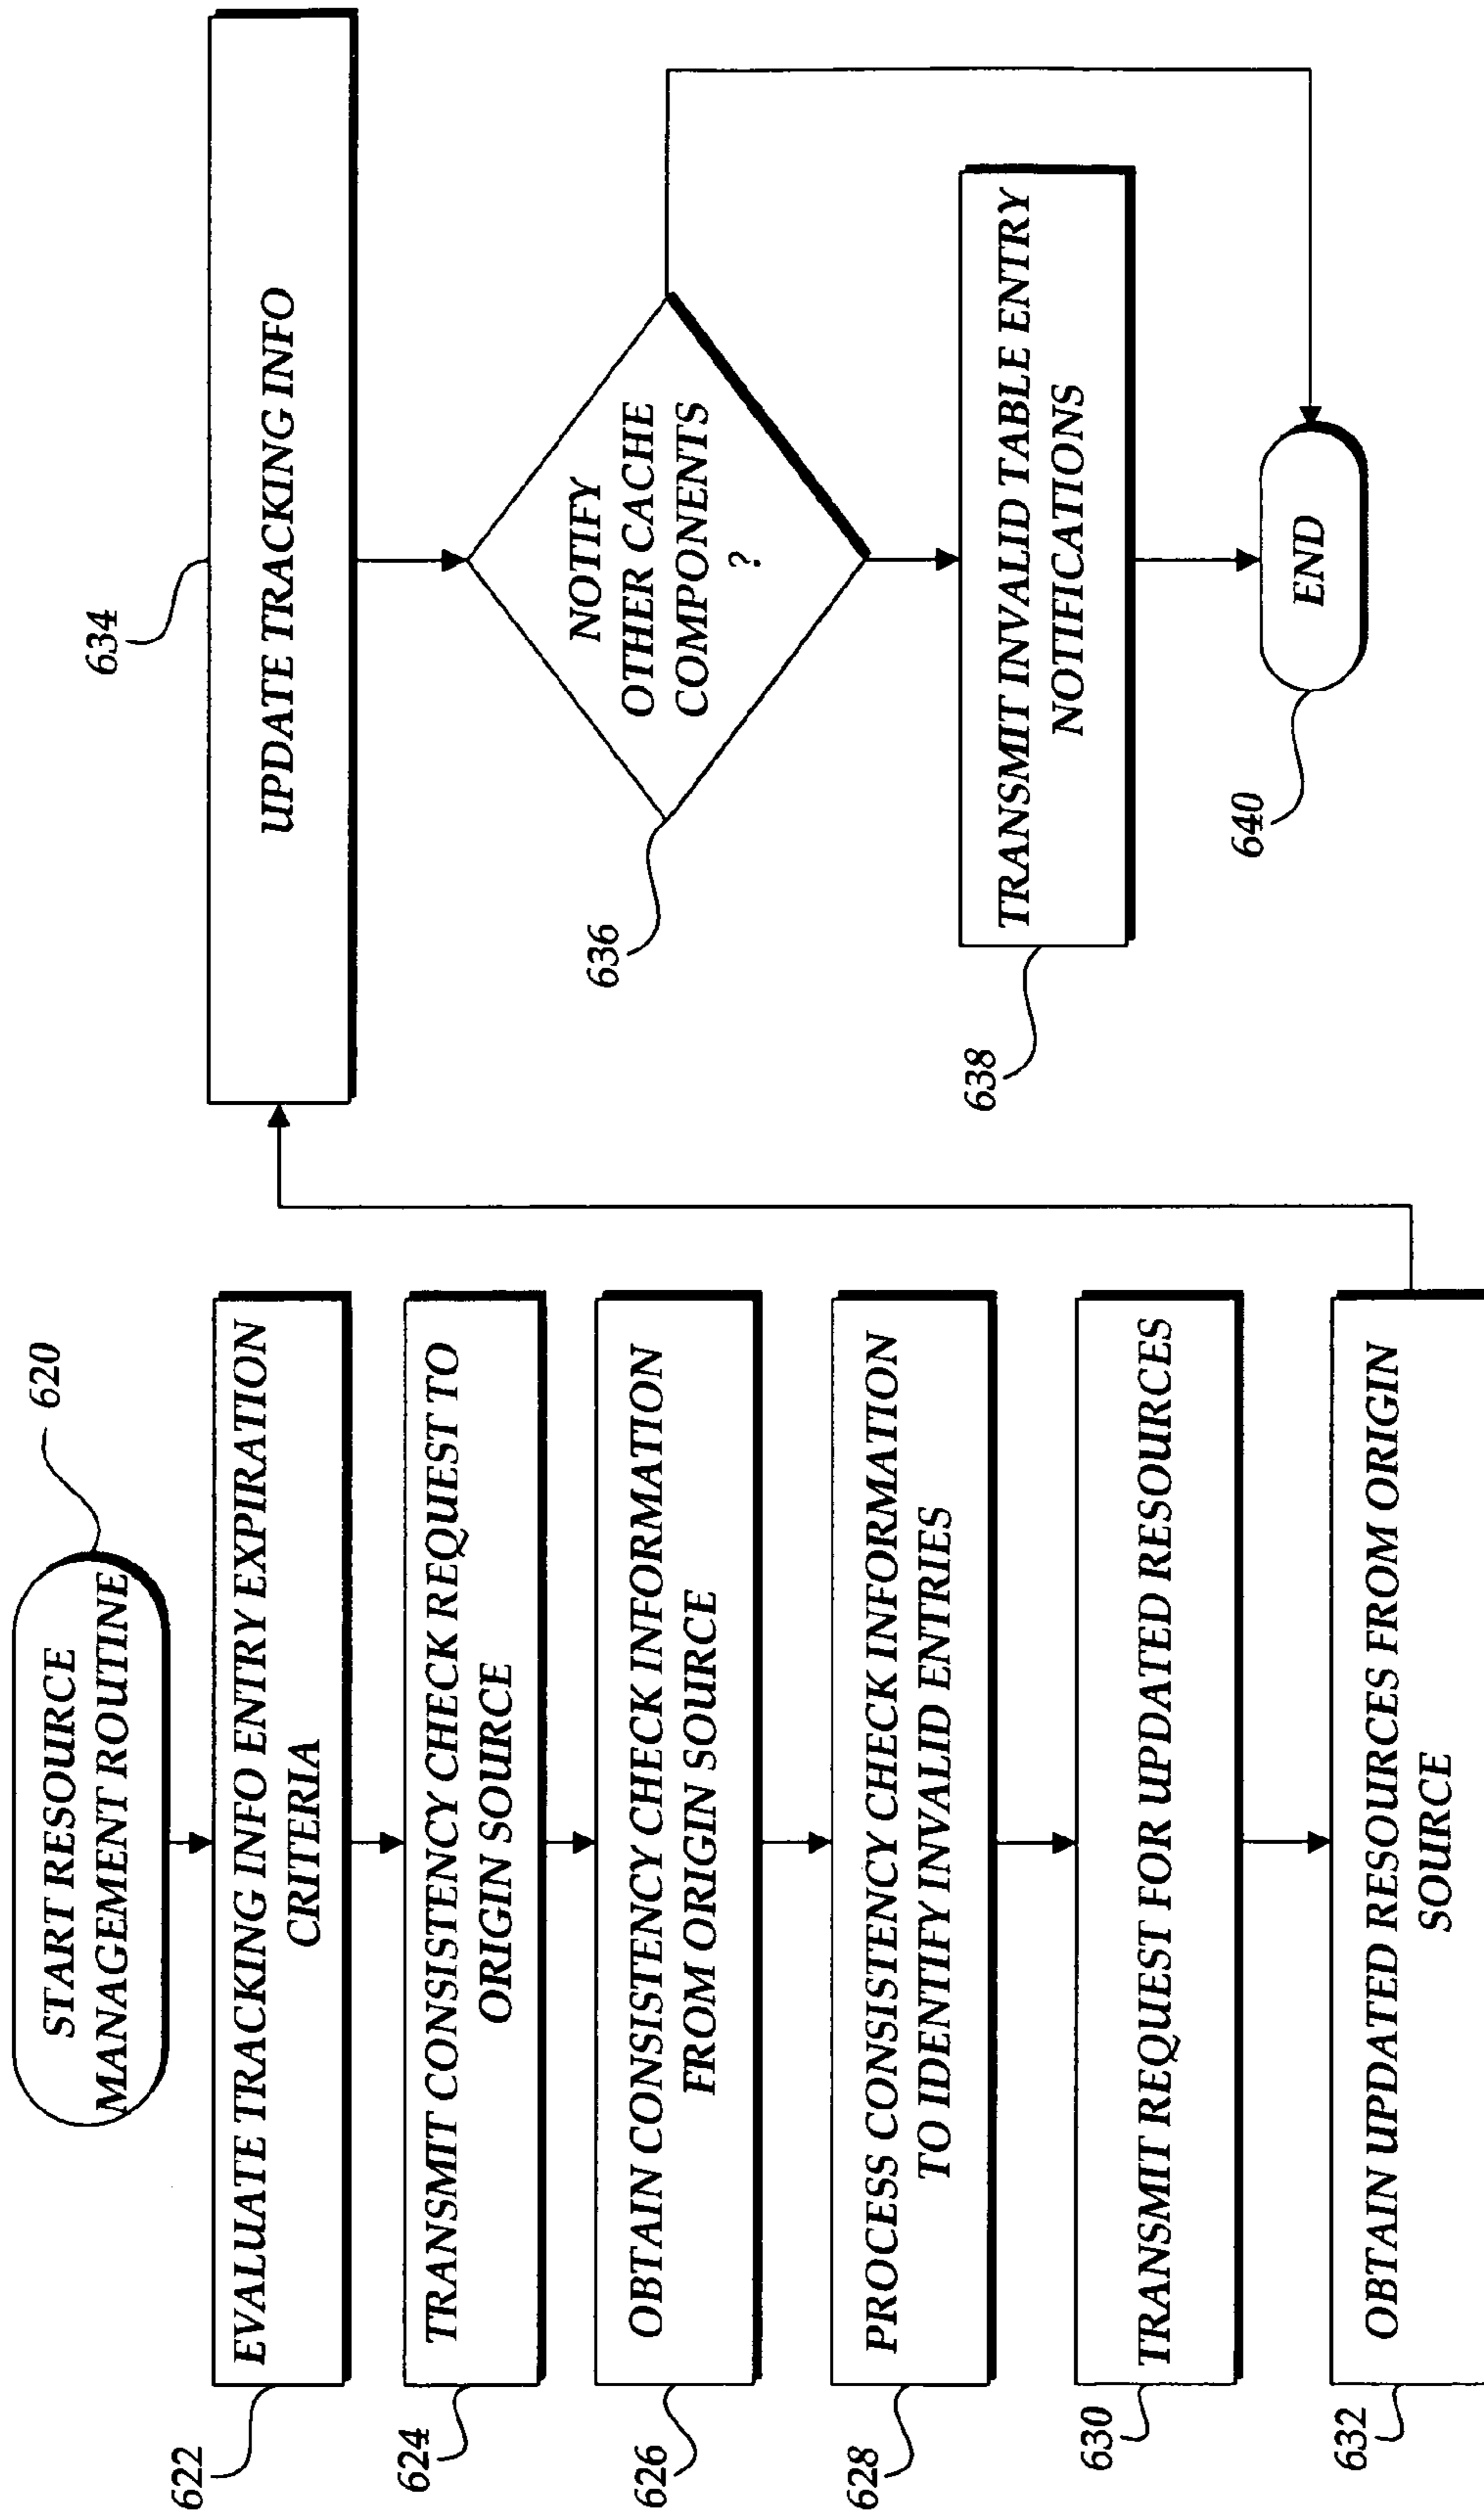 START RESOURCE
MANAGEMENT ROUTINE
620
EVALUATE TRACKING INFO ENTRY EXPIRATION
CRITERIA
622
TRANSMIT CONSISTENCY CHECK REQUEST TO
ORIGIN SOURCE
624
OBTAIN CONSISTENCY CHECK INFORMATION
FROM ORIGIN SOURCE
626
PROCESS CONSISTENCY CHECK INFORMATION
TO IDENTIFY INVALID ENTRIES
628
TRANSMIT REQUEST FOR UPDATED RESOURCES
630
OBTAIN UPDATED RESOURCES FROM ORIGIN
SOURCE
632
634
UPDATE TRACKING INFO
NOTIFY
OTHER CACHE
COMPONENTS
?
636
TRANSMIT INVALID TABLE ENTRY
NOTIFICATIONS
638
END
640